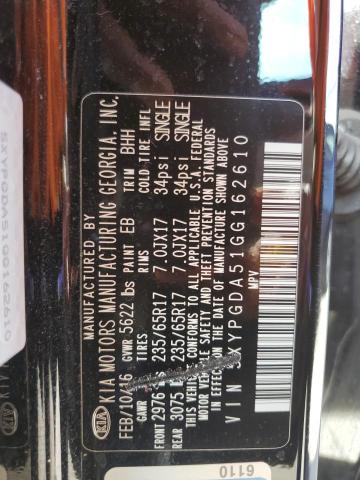 MANUFACTURED BY
KIA MOTORS MANUFACTURING GEORGIA, INC.
FEB/10/16 GVWR 5622 lbs PAINT EB TRIM BHH
GAWR TIRES RIMS COLD TIRE INFL
FRONT 2976 235/65R17 7.0JX17 34psi SINGLE
REAR 3075 235/65R17 7.0JX17 34psi SINGLE
THIS VEHICLE CONFORMS TO ALL APPLICABLE U.S.A. FEDERAL
MOTOR VEHICLE SAFETY AND THEFT PREVENTION STANDARDS
IN EFFECT ON THE DATE OF MANUFACTURE SHOWN ABOVE
VIN XYPGDA51GG162610
MPV
KIA
6110
5XYPGDA51GG162610